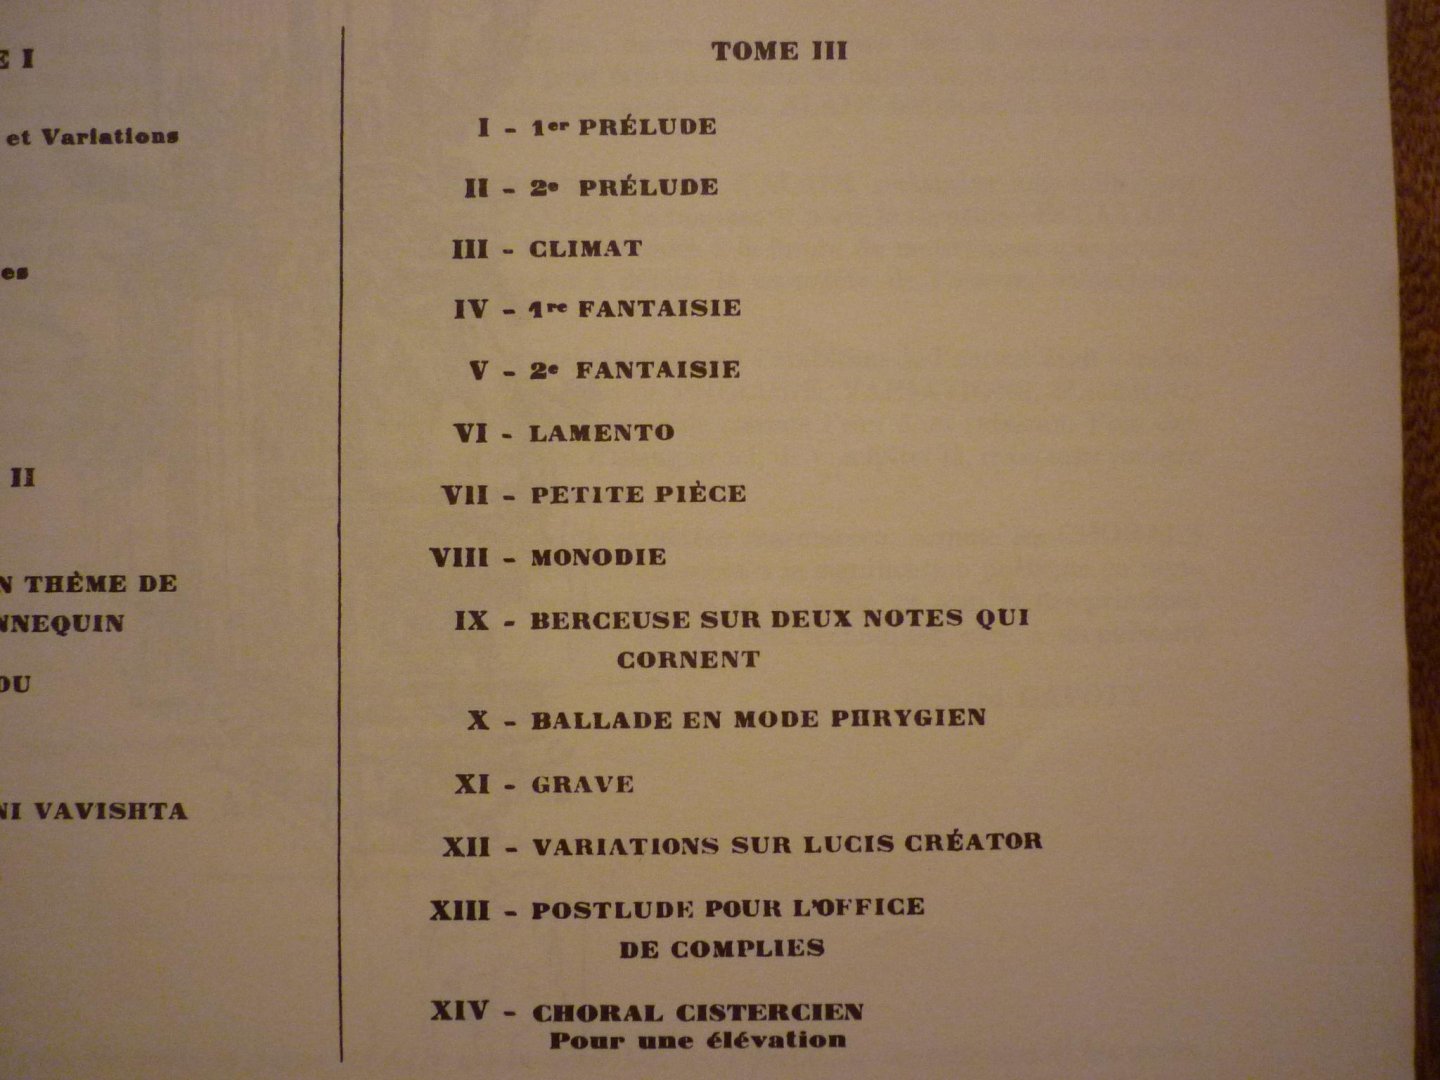 E I
et Variations
es
II
N THÈME DE
NNEQUIN
OU
NI VAVISHTA
TOME III
I - 1er PRÉLUDE
II - 2e PRÉLUDE
III - CLIMAT
IV - 1re FANTAISIE
V - 2e FANTAISIE
VI - LAMENTO
VII - PETITE PIÈCE
VIII - MONODIE
IX - BERCEUSE SUR DEUX NOTES QUI
CORNENT
X - BALLADE EN MODE PHRYGIEN
XI - GRAVE
XII - VARIATIONS SUR LUCIS CRÉATOR
XIII - POSTLUDE POUR L'OFFICE
DE COMPLIES
XIV - CHORAL CISTERCIEN
Pour une élévation